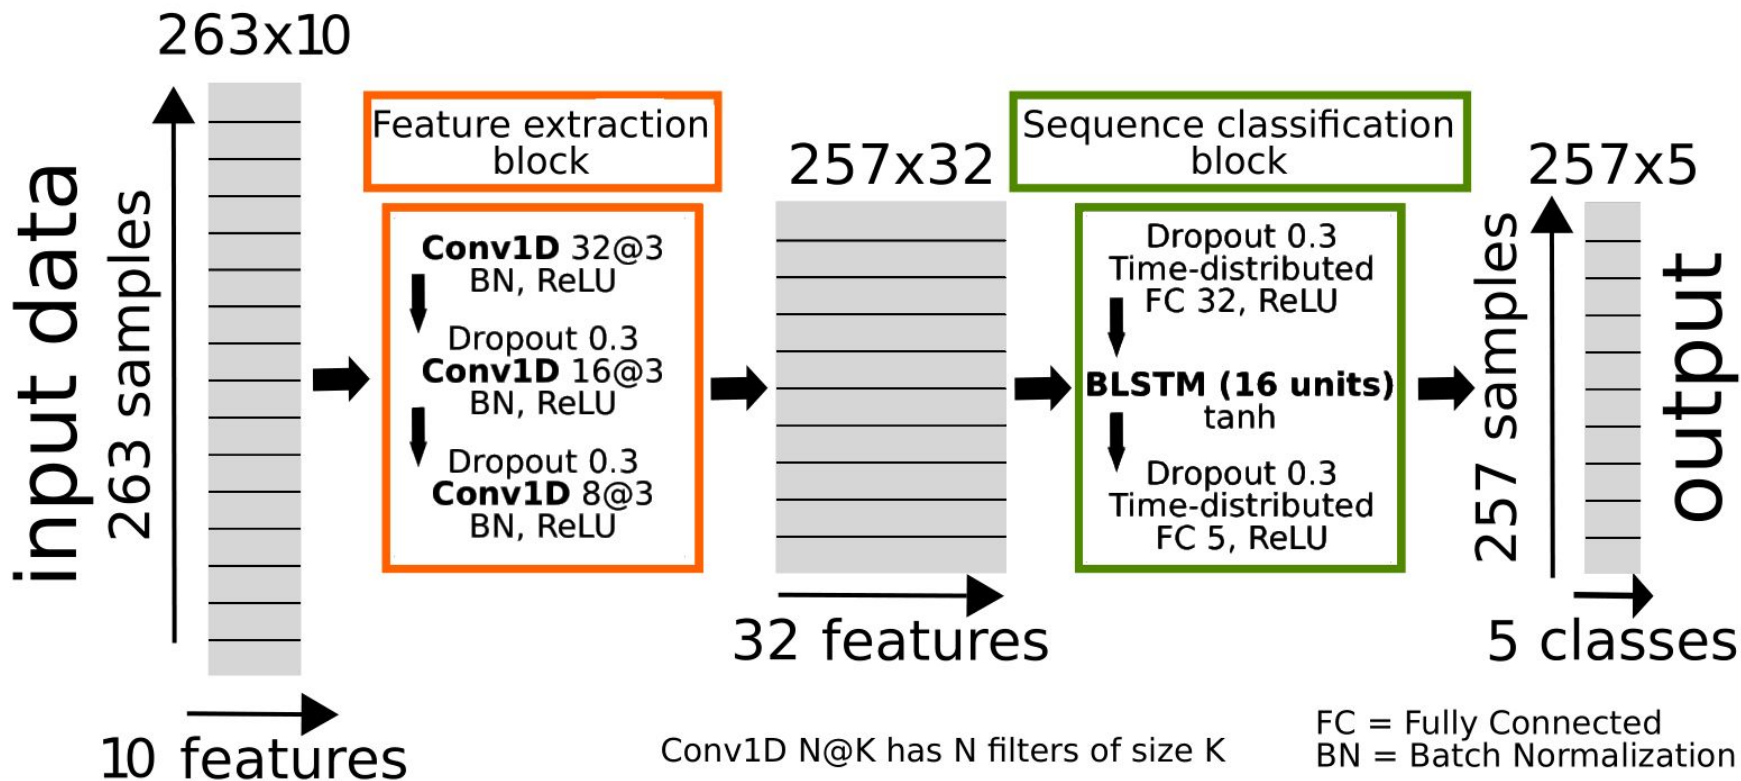 263x10
input data
263 samples
10 features
Feature extraction
block
Conv1D 32@3
BN, ReLU
Dropout 0.3
Conv1D 16@3
BN, ReLU
Dropout 0.3
Conv1D 8@3
BN, ReLU
257x32
32 features
Sequence classification
block
Dropout 0.3
Time-distributed
FC 32, ReLU
BLSTM (16 units)
tanh
Dropout 0.3
Time-distributed
FC 5, ReLU
257x5
257 samples
output
5 classes
Conv1D N@K has N filters of size K
FC = Fully Connected
BN = Batch Normalization